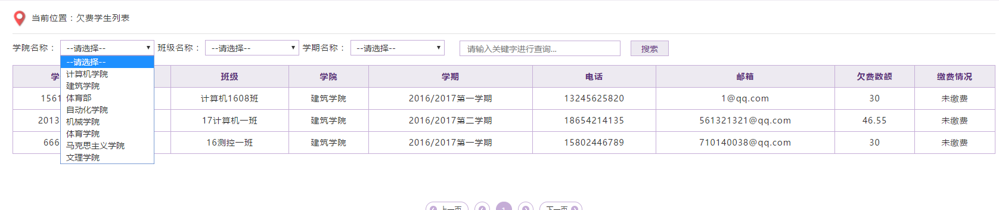 当前位置：欠费学生列表
学院名称： --请选择-- 班级名称： --请选择-- 学期名称： --请选择-- 请输入关键字进行查询... 搜索
--请选择--
计算机学院
建筑学院
体育部
自动化学院
机械学院
体育学院
马克思主义学院
文理学院
学 班级 学院 学期 电话 邮箱 欠费数额 缴费情况
1561 计算机1608班 建筑学院 2016/2017第一学期 13245625820 1@qq.com 30 未缴费
2013 17计算机一班 建筑学院 2016/2017第二学期 18654214135 561321321@qq.com 46.55 未缴费
666 16测控一班 建筑学院 2016/2017第一学期 15802446789 710140038@qq.com 30 未缴费
上一页 1 下一页